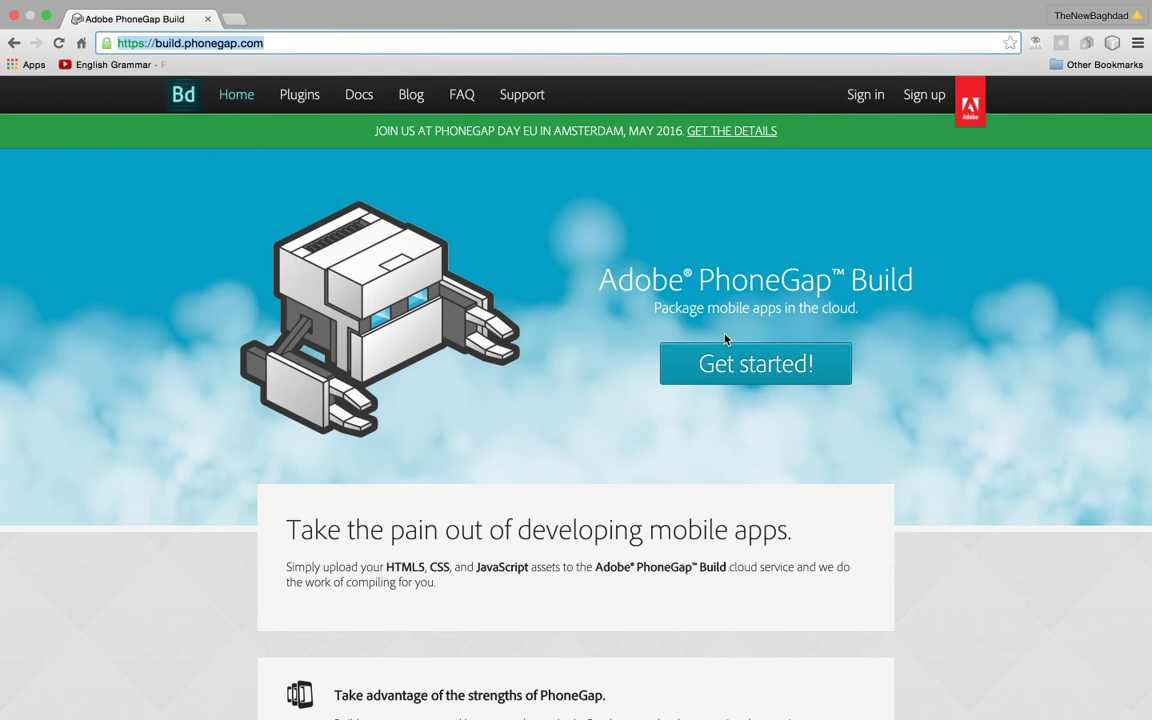 Adobe PhoneGap Build
TheNewBaghdad
https://build.phonegap.com
Apps
English Grammar - F
Other Bookmarks
Bd
Home
Plugins
Docs
Blog
FAQ
Support
Sign in
Sign up
Adobe
JOIN US AT PHONEGAP DAY EU IN AMSTERDAM, MAY 2016. GET THE DETAILS
Adobe® PhoneGap™ Build
Package mobile apps in the cloud.
Get started!
Take the pain out of developing mobile apps.
Simply upload your HTML5, CSS, and JavaScript assets to the Adobe® PhoneGap™ Build cloud service and we do
the work of compiling for you.
Take advantage of the strengths of PhoneGap.